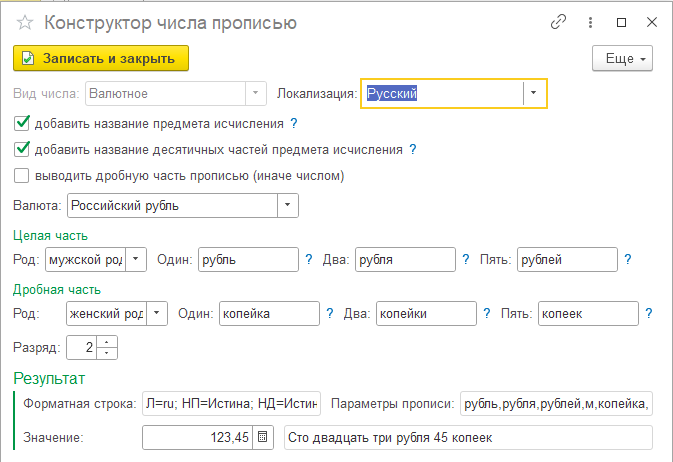 Конструктор числа прописью
Записать и закрыть Еще
Вид числа: Валютное Локализация: Русский
добавить название предмета исчисления ?
добавить название десятичных частей предмета исчисления ?
выводить дробную часть прописью (иначе числом)
Валюта: Российский рубль
Целая часть
Род: мужской род Один: рубль ? Два: рубля ? Пять: рублей ?
Дробная часть
Род: женский род Один: копейка ? Два: копейки ? Пять: копеек ?
Разряд: 2
Результат
Форматная строка: Л=ru; НП=Истина; НД=Истин Параметры прописи: рубль,рубля,рублей,м,копейка,
Значение: 123,45 Сто двадцать три рубля 45 копеек